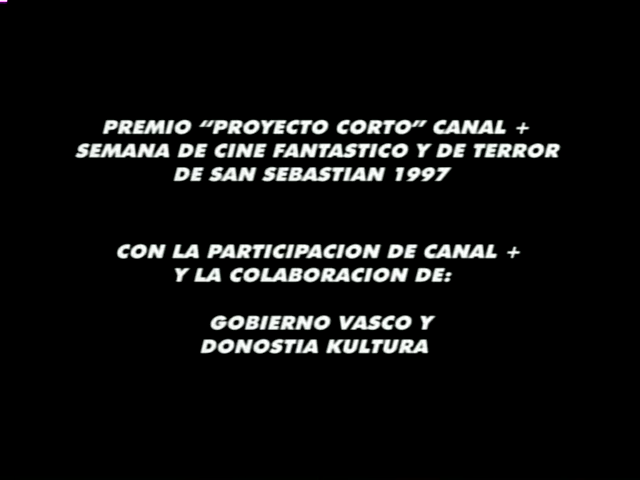 PREMIO “PROYECTO CORTO” CANAL +
SEMANA DE CINE FANTASTICO Y DE TERROR
DE SAN SEBASTIAN 1997
CON LA PARTICIPACION DE CANAL +
Y LA COLABORACION DE:
GOBIERNO VASCO Y
DONOSTIA KULTURA